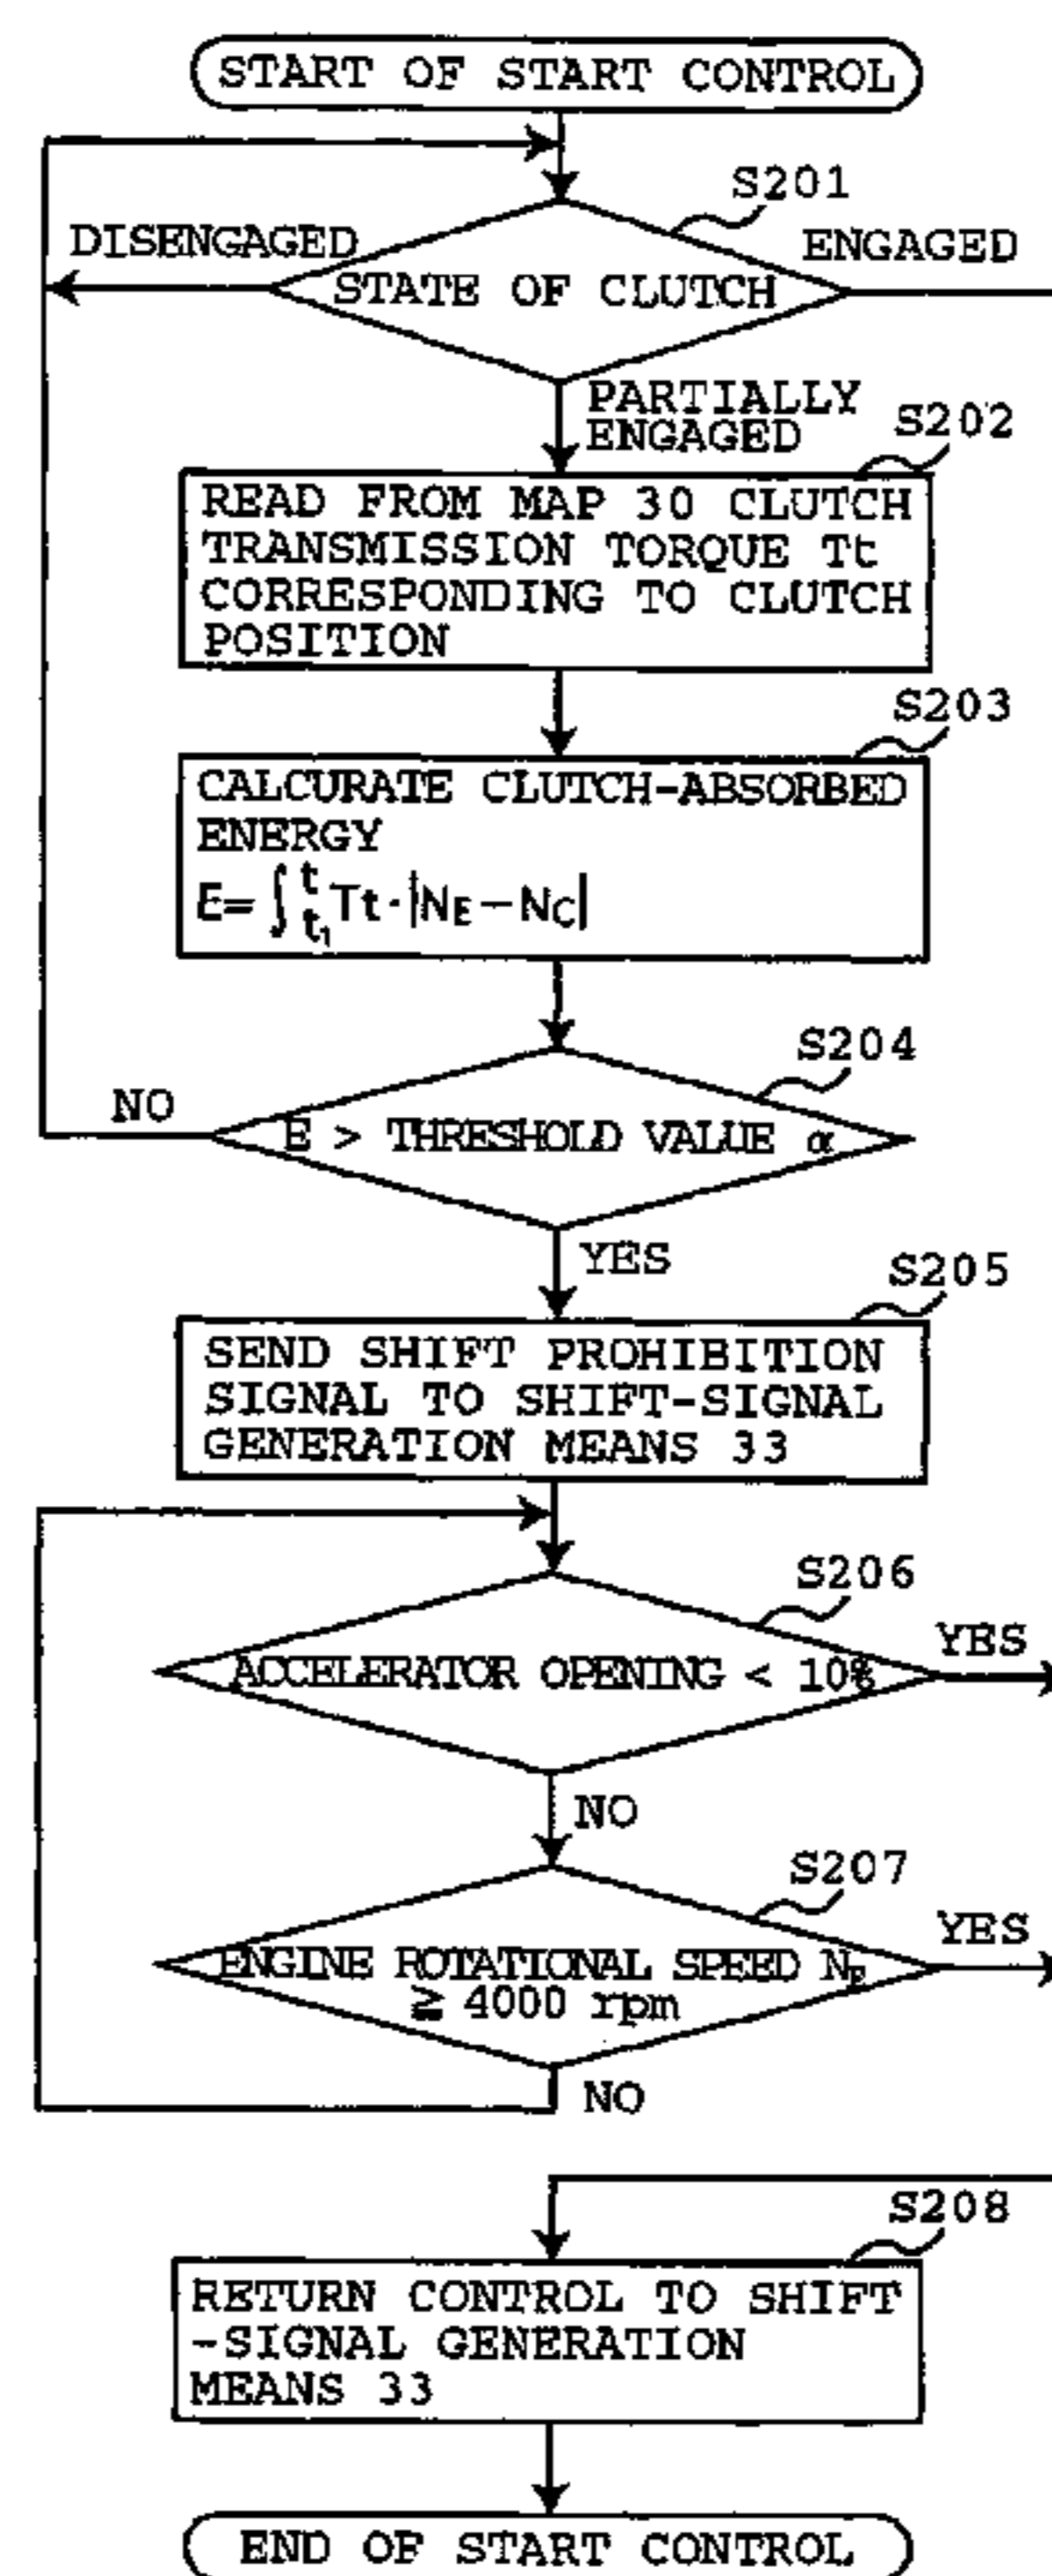 START OF START CONTROL
S201
DISENGAGED
ENGAGED
STATE OF CLUTCH
PARTIALLY
ENGAGED
S202
READ FROM MAP 30 CLUTCH
TRANSMISSION TORQUE Tt
CORRESPONDING TO CLUTCH
POSITION
S203
CALCURATE CLUTCH-ABSORBED
ENERGY
E=∫t1t Tt·|NE−NC|
S204
NO
E > THRESHOLD VALUE α
YES
S205
SEND SHIFT PROHIBITION
SIGNAL TO SHIFT-SIGNAL
GENERATION MEANS 33
S206
YES
ACCELERATOR OPENING < 10%
NO
S207
YES
ENGINE ROTATIONAL SPEED NE
≧ 4000 rpm
NO
S208
RETURN CONTROL TO SHIFT
-SIGNAL GENERATION
MEANS 33
END OF START CONTROL